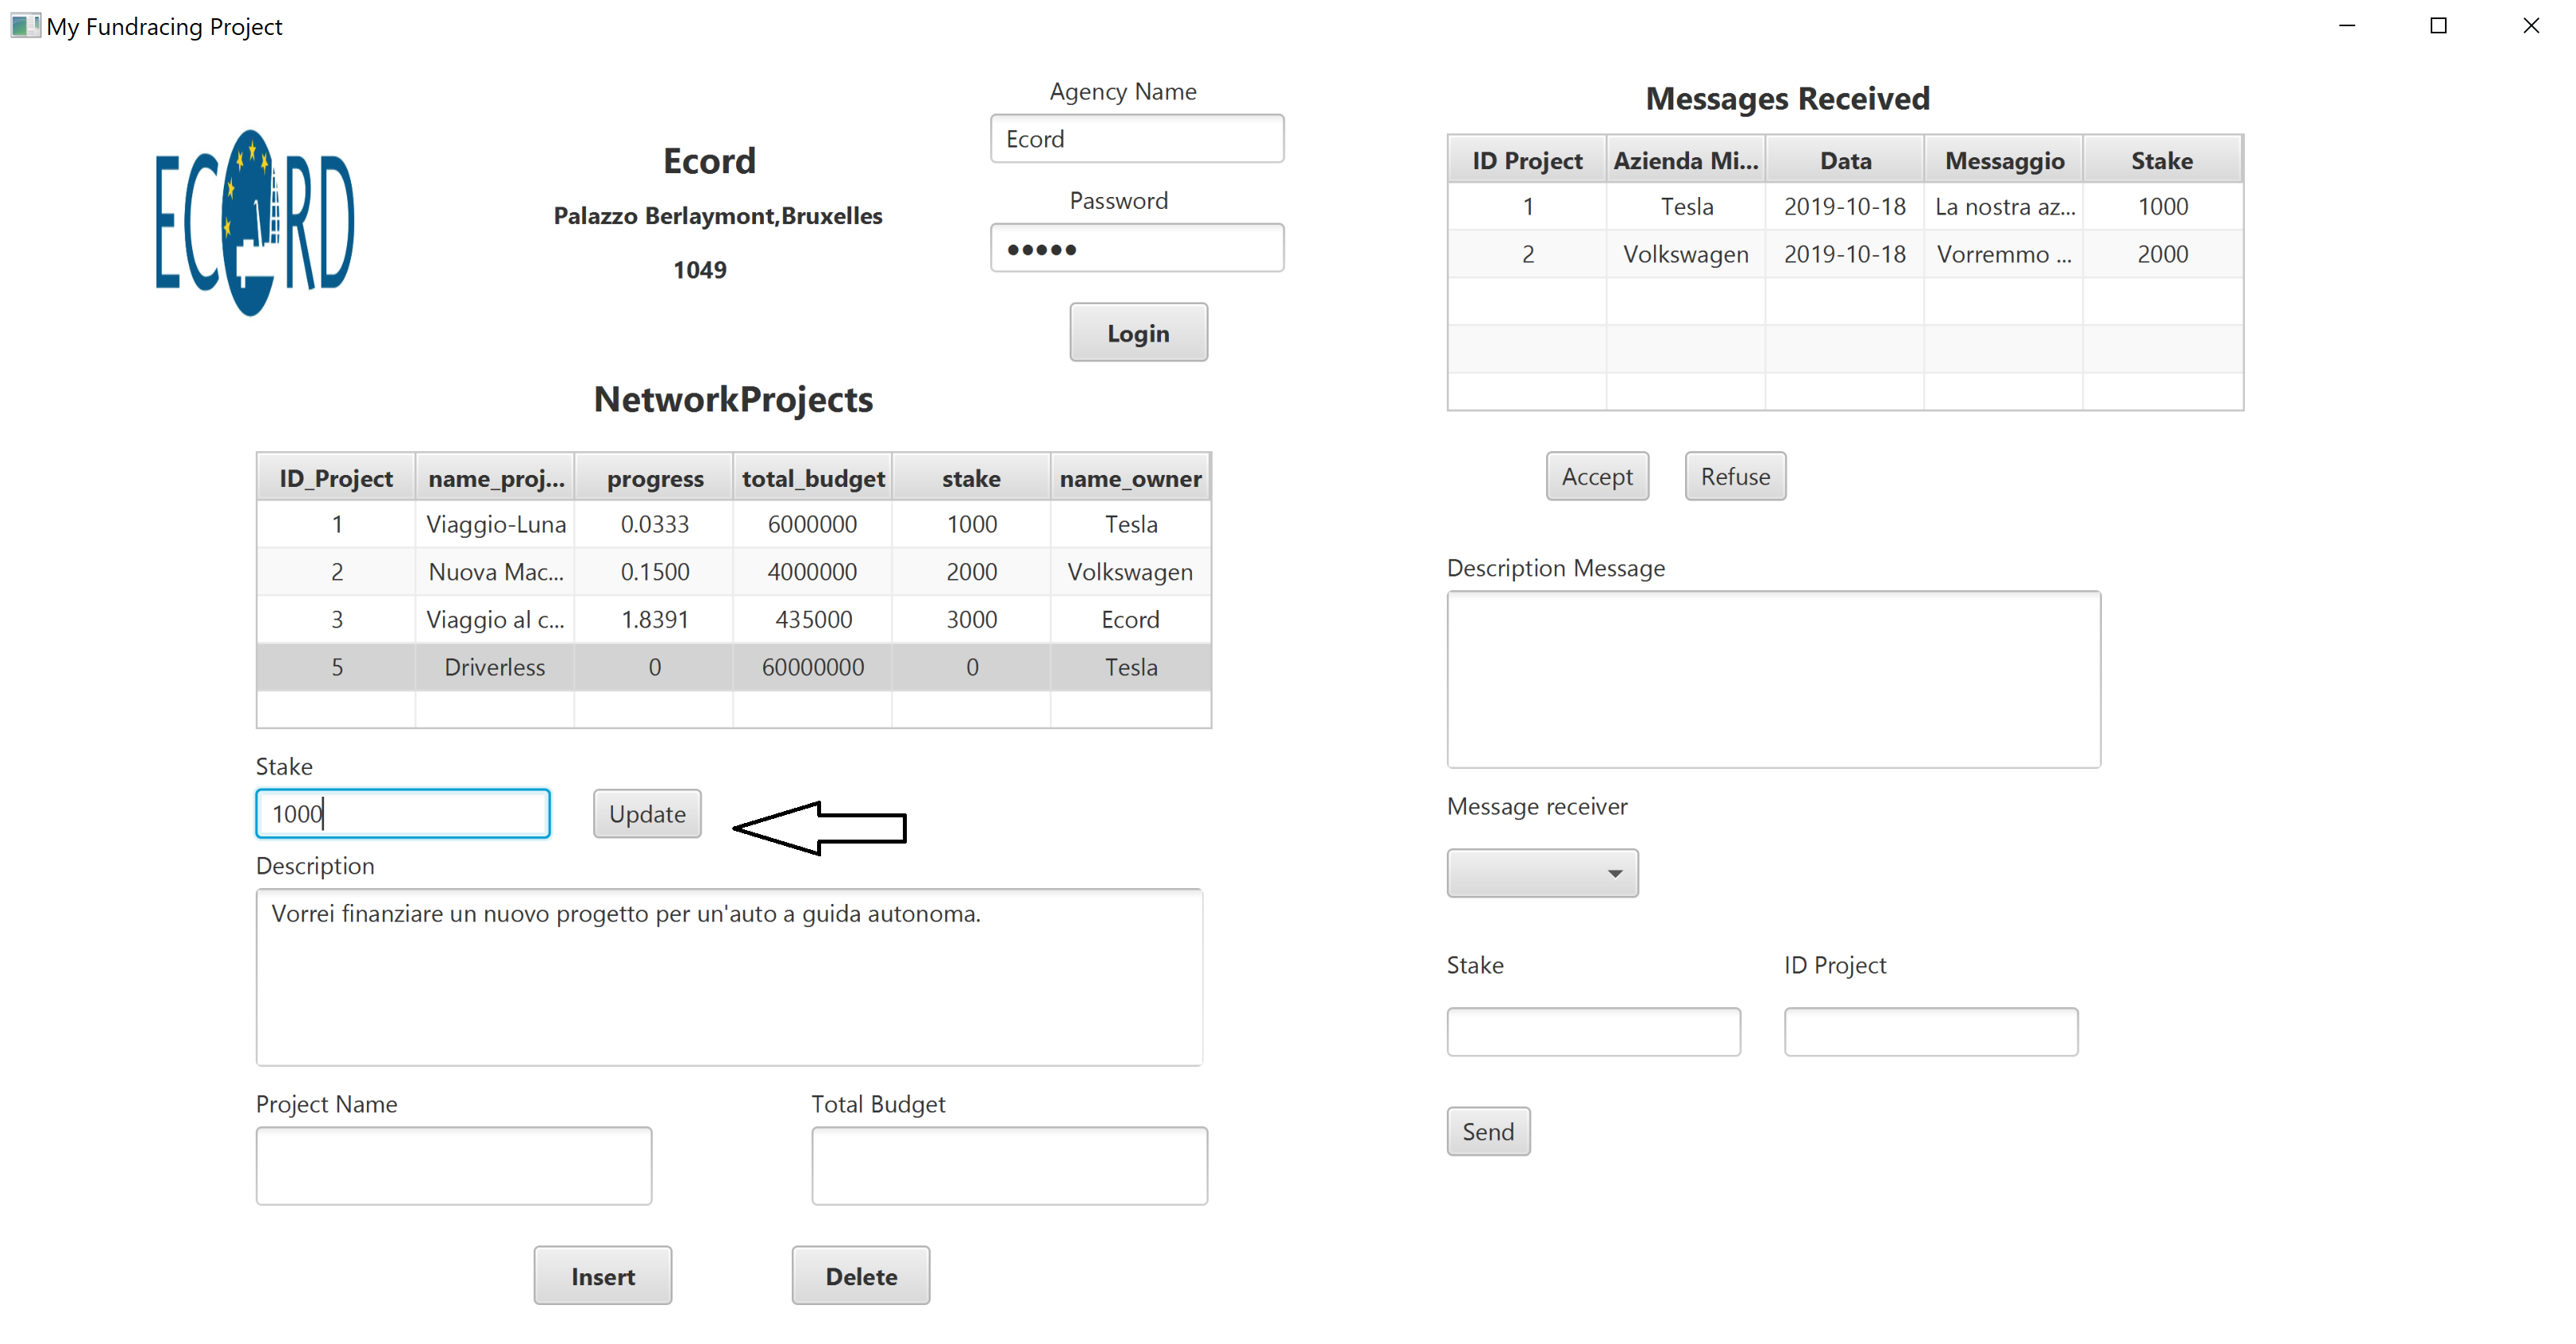 My Fundracing Project
ECORD
Ecord
Palazzo Berlaymont,Bruxelles
1049
Agency Name
Ecord
Password
●●●●●
Login
NetworkProjects
ID_Project name_proj... progress total_budget stake name_owner
1 Viaggio-Luna 0.0333 6000000 1000 Tesla
2 Nuova Mac... 0.1500 4000000 2000 Volkswagen
3 Viaggio al c... 1.8391 435000 3000 Ecord
5 Driverless 0 60000000 0 Tesla
Stake
1000 Update
Description
Vorrei finanziare un nuovo progetto per un'auto a guida autonoma.
Project Name Total Budget
Insert Delete
Messages Received
ID Project Azienda Mi... Data Messaggio Stake
1 Tesla 2019-10-18 La nostra az... 1000
2 Volkswagen 2019-10-18 Vorremmo ... 2000
Accept Refuse
Description Message
Message receiver
Stake ID Project
Send